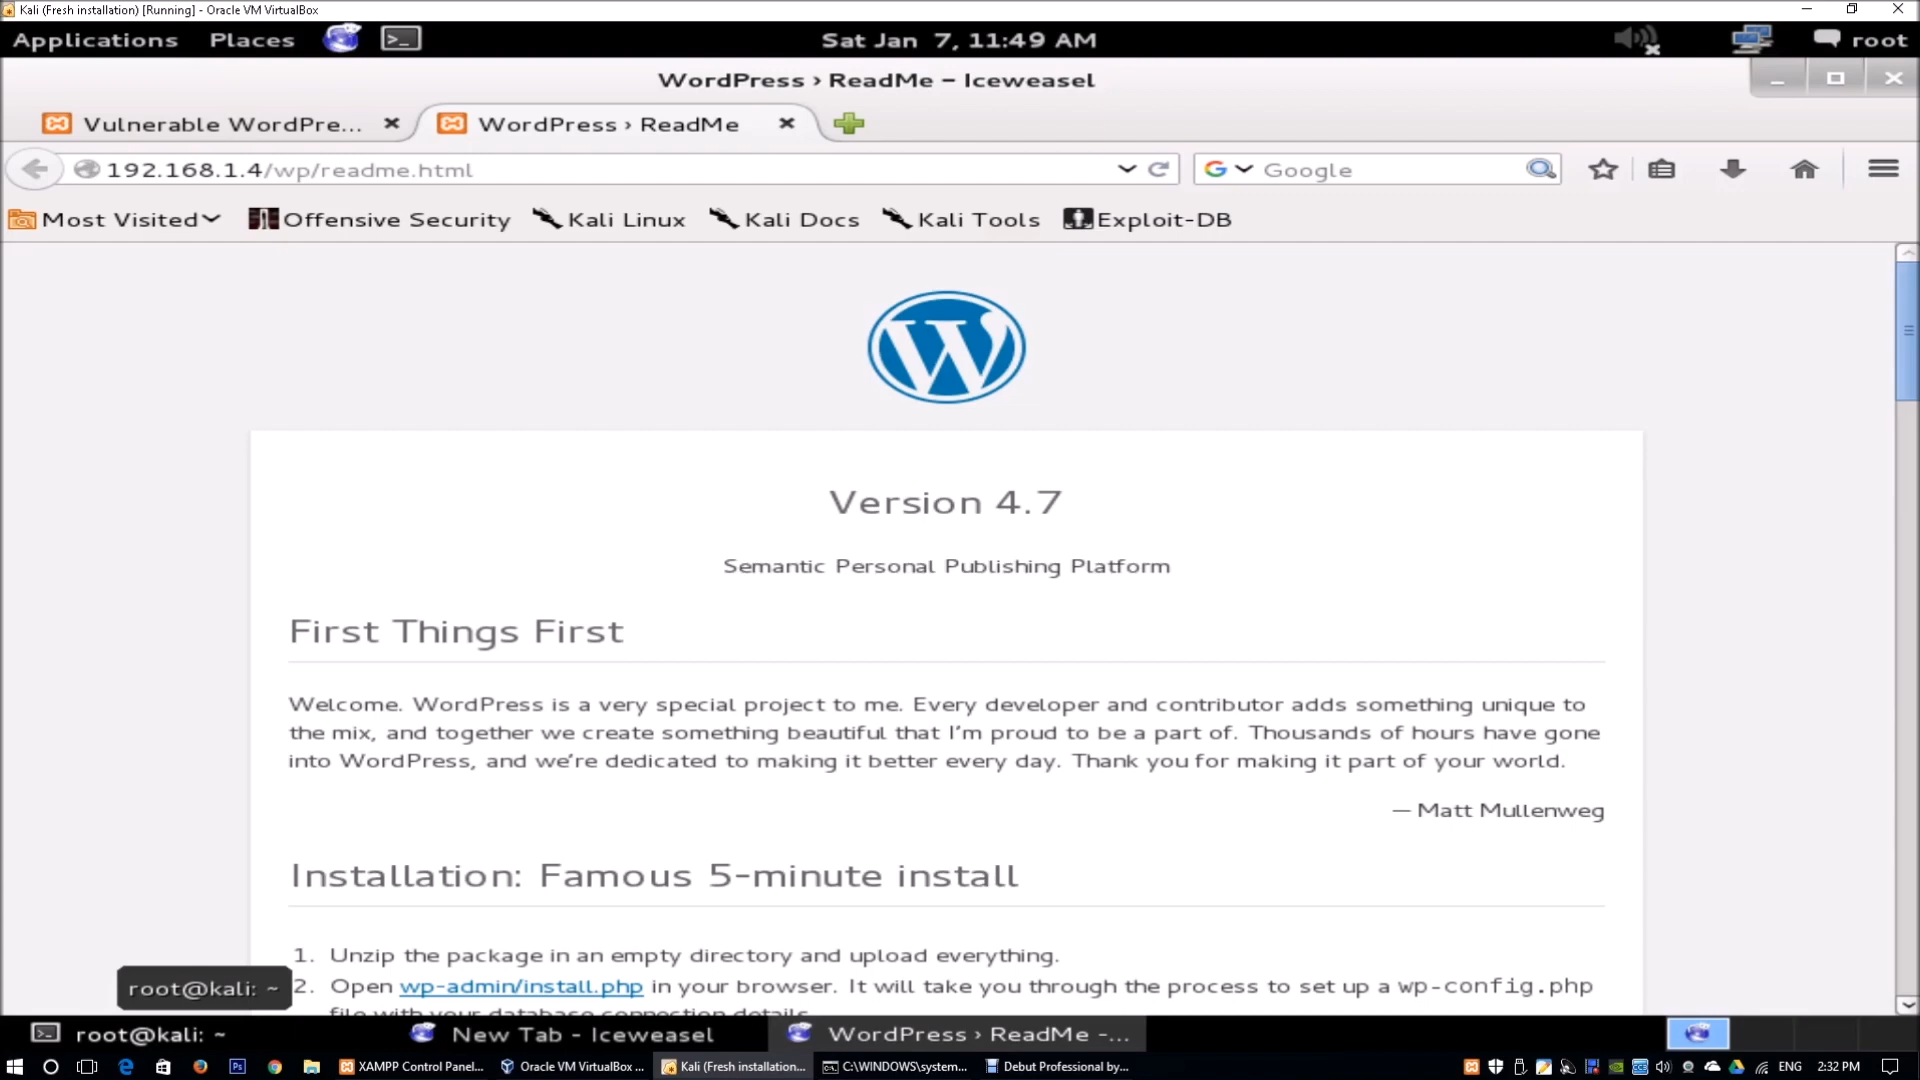 Kali (Fresh installation) [Running] - Oracle VM VirtualBox
Applications Places Sat Jan 7, 11:49 AM root
WordPress › ReadMe - Iceweasel
Vulnerable WordPre... WordPress › ReadMe
192.168.1.4/wp/readme.html Google
Most Visited Offensive Security Kali Linux Kali Docs Kali Tools Exploit-DB
Version 4.7
Semantic Personal Publishing Platform
First Things First
Welcome. WordPress is a very special project to me. Every developer and contributor adds something unique to
the mix, and together we create something beautiful that I’m proud to be a part of. Thousands of hours have gone
into WordPress, and we’re dedicated to making it better every day. Thank you for making it part of your world.
— Matt Mullenweg
Installation: Famous 5-minute install
1. Unzip the package in an empty directory and upload everything.
root@kali: ~
2. Open wp-admin/install.php in your browser. It will take you through the process to set up a wp-config.php
file with your database connection details.
root@kali: ~ New Tab - Iceweasel WordPress › ReadMe -...
XAMPP Control Panel... Oracle VM VirtualBox ... Kali (Fresh installation... C:\WINDOWS\system... Debut Professional by... ENG 2:32 PM